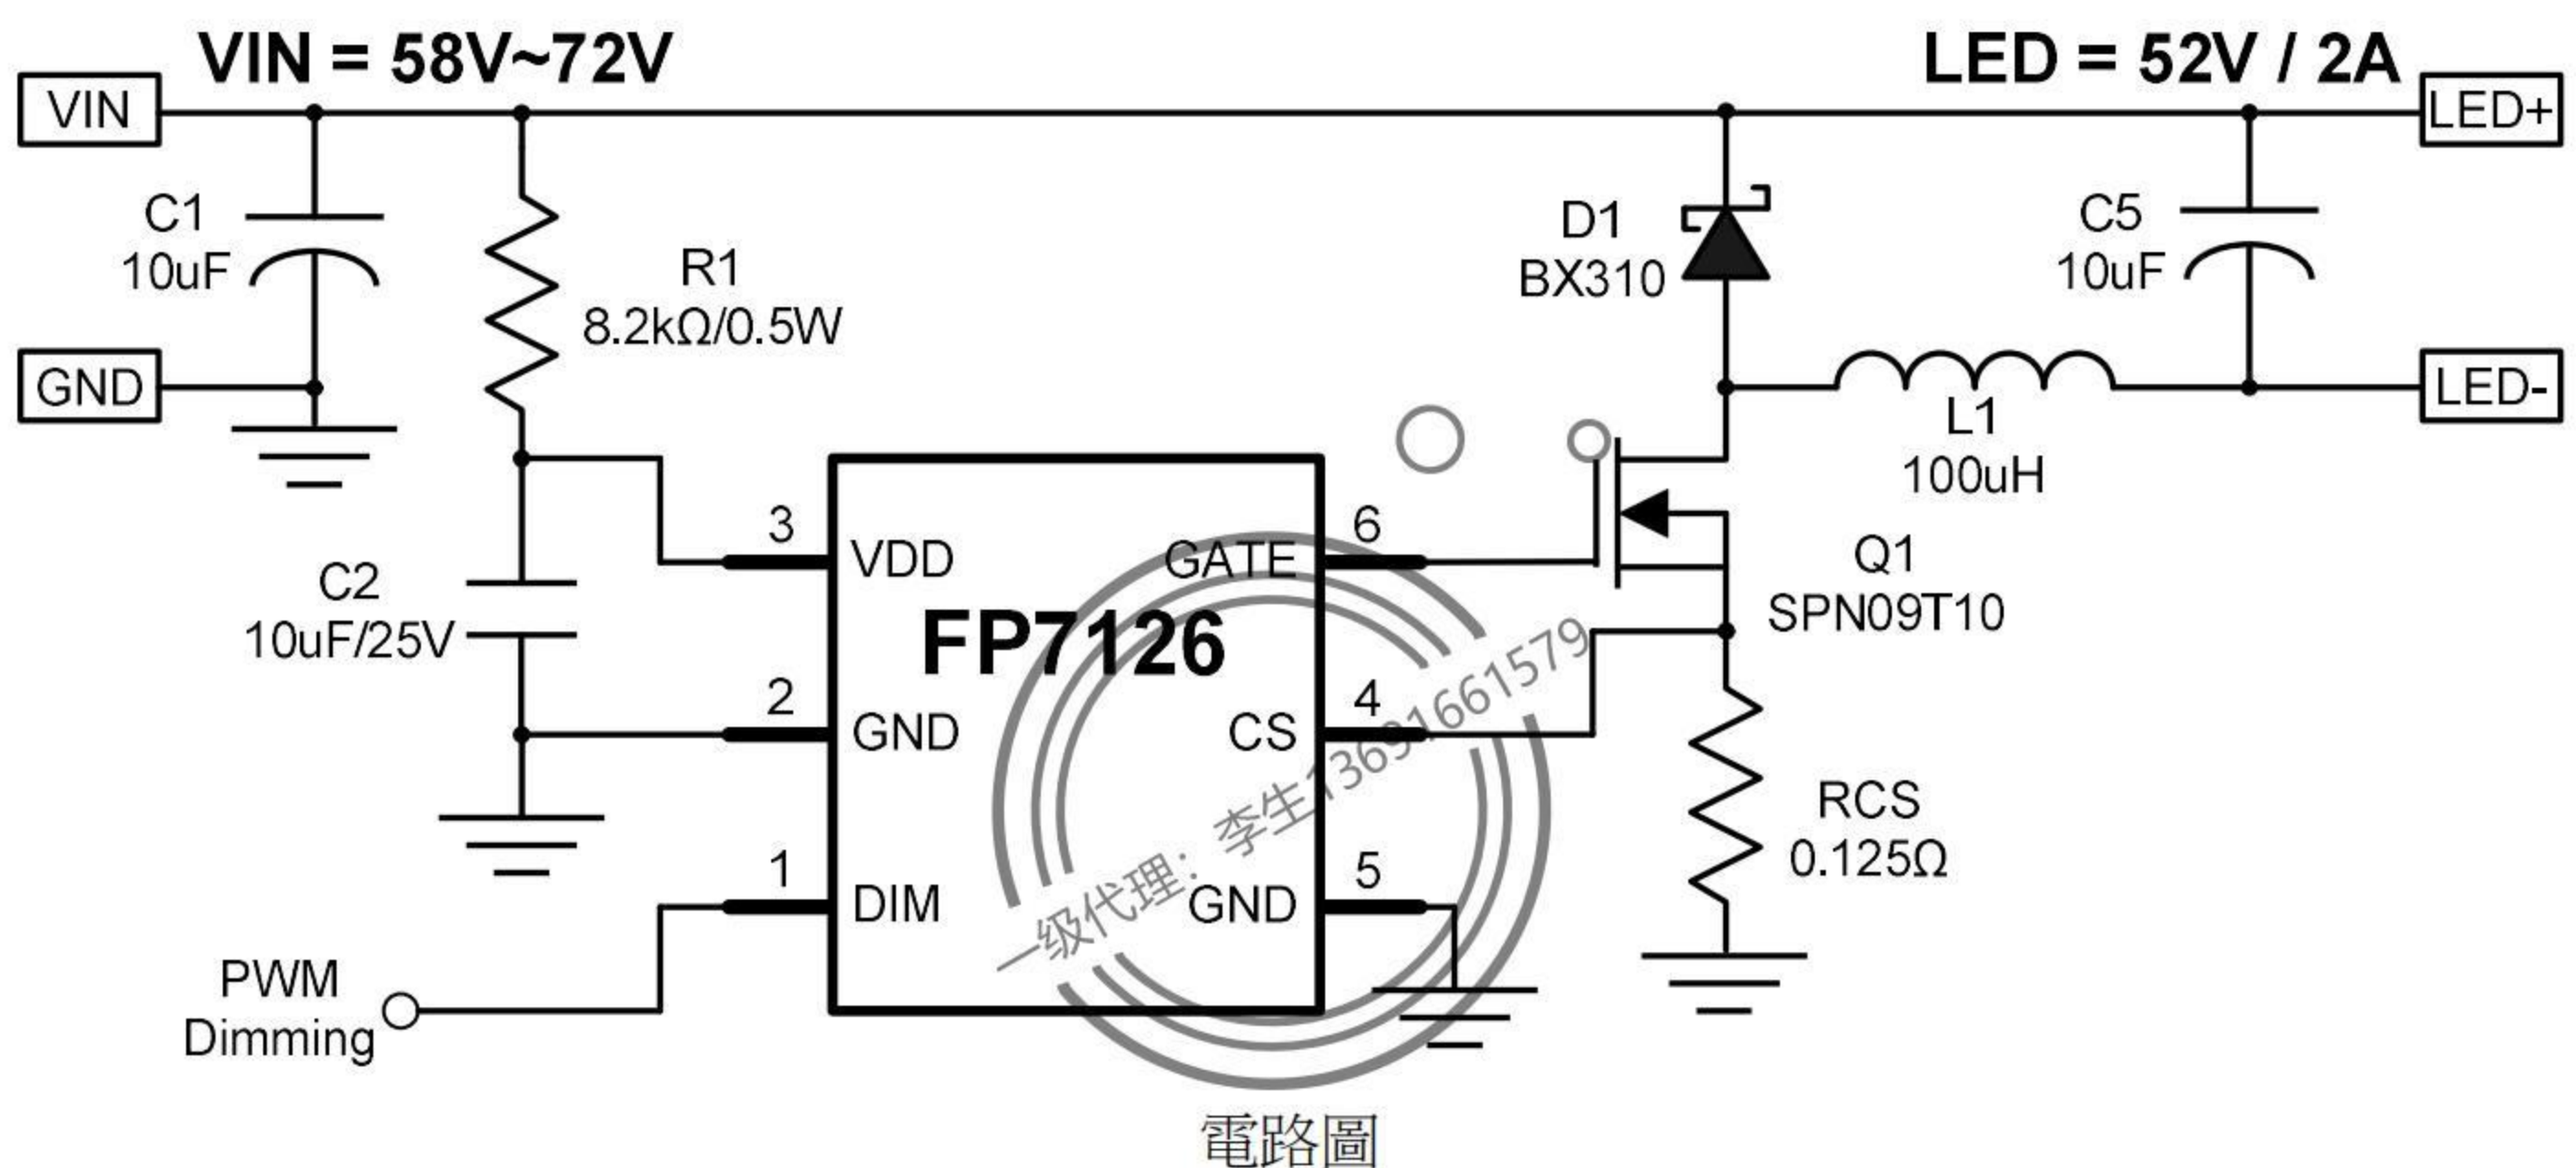 VIN = 58V~72V
LED = 52V / 2A
VIN
LED+
C1
10uF
R1
8.2kΩ/0.5W
D1
BX310
C5
10uF
GND
LED-
L1
100uH
3
VDD
GATE
6
Q1
SPN09T10
C2
10uF/25V
FP7126
2
GND
CS
4
RCS
0.125Ω
1
DIM
GND
5
一级代理：李生13691661579
PWM
Dimming
電路圖